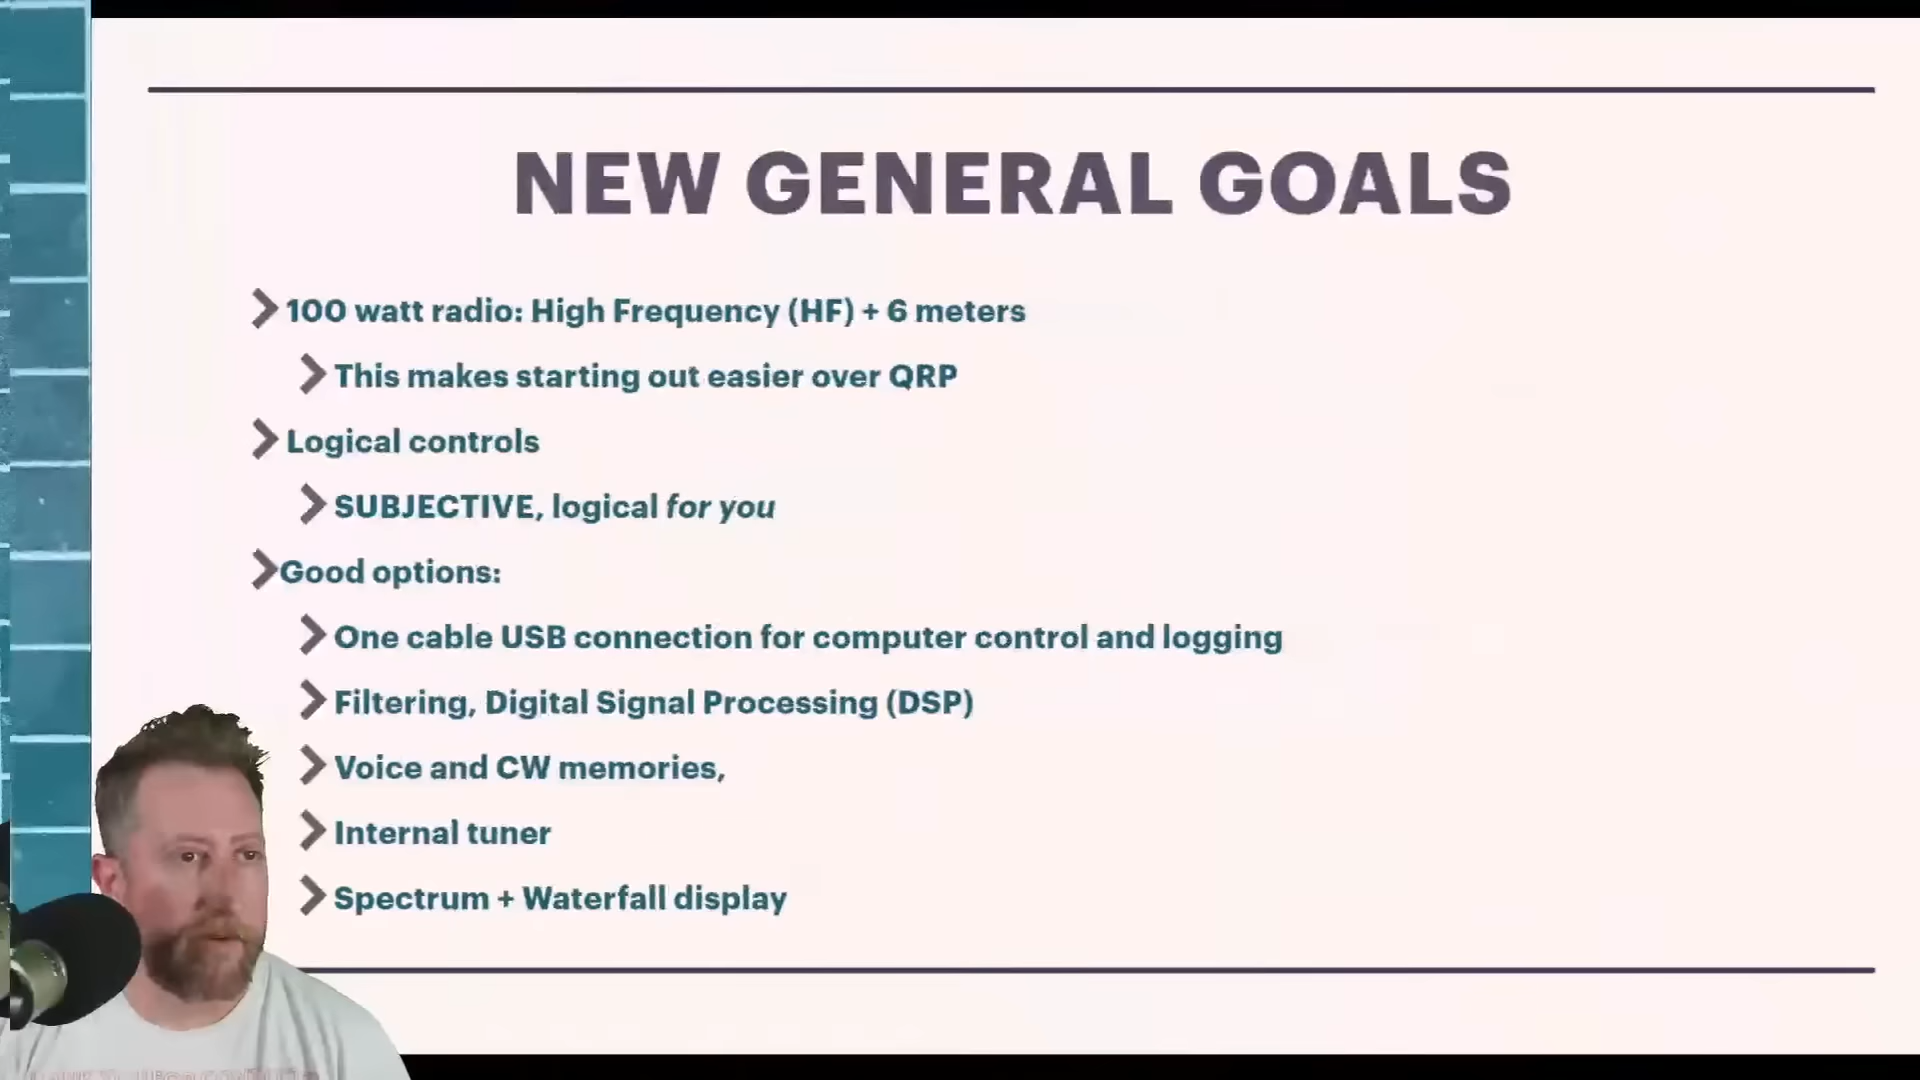 NEW GENERAL GOALS
100 watt radio: High Frequency (HF) + 6 meters
This makes starting out easier over QRP
Logical controls
SUBJECTIVE, logical for you
Good options:
One cable USB connection for computer control and logging
Filtering, Digital Signal Processing (DSP)
Voice and CW memories,
Internal tuner
Spectrum + Waterfall display